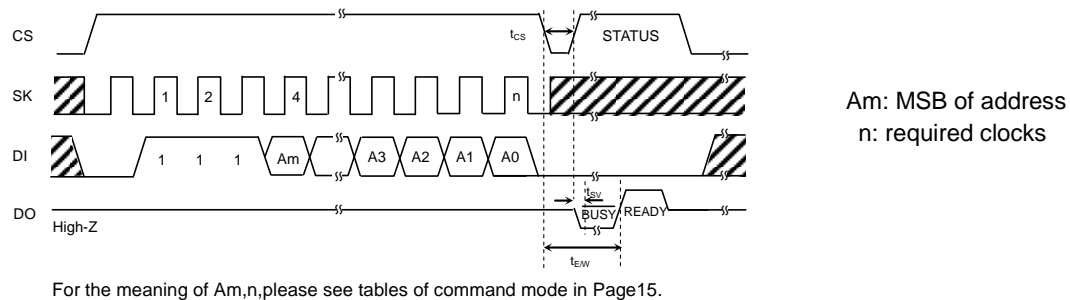 CS
tCS
STATUS
SK
1 2 4 n
DI
1 1 1 Am A3 A2 A1 A0
DO
High-Z
tSV
BUSY READY
tE/W
Am: MSB of address
n: required clocks
For the meaning of Am,n,please see tables of command mode in Page15.